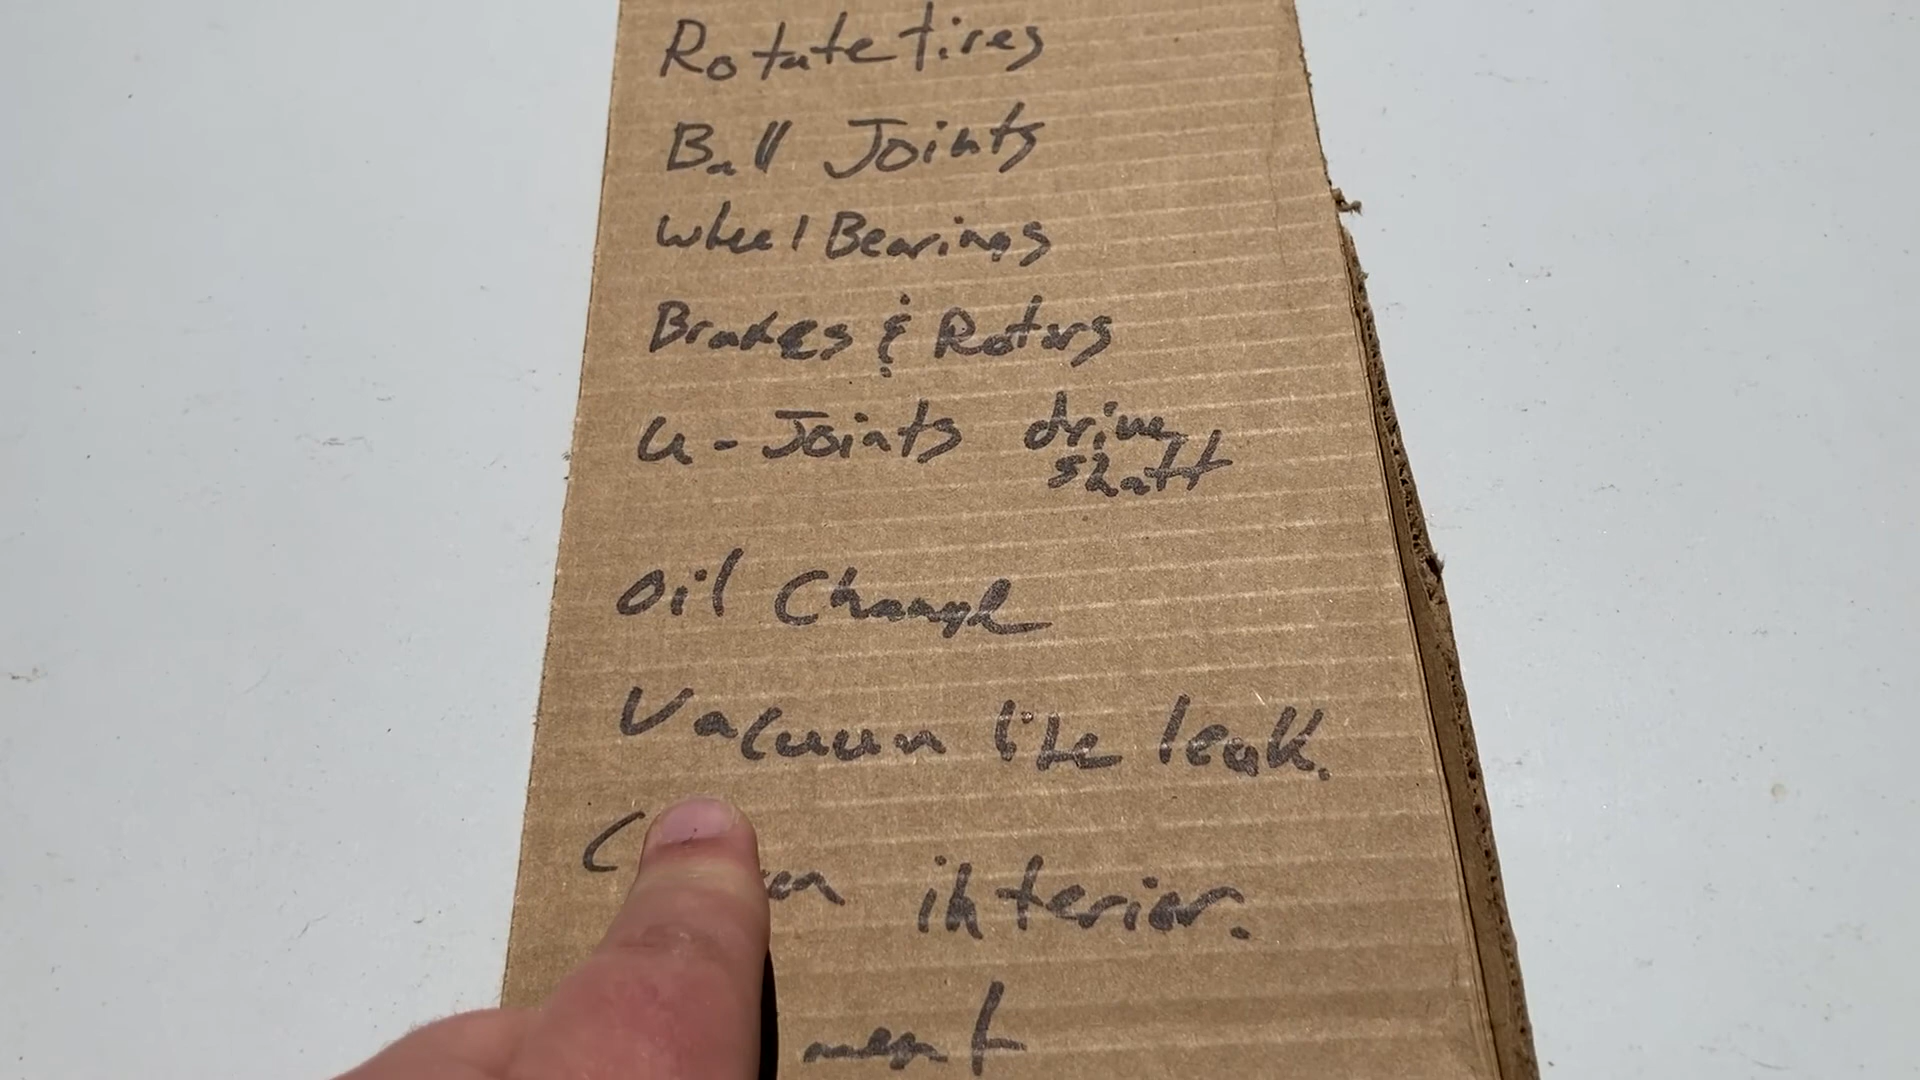 Rotate tires
Ball Joints
Wheel Bearings
Brakes & Rotors
U-Joints drive
shaft
Oil Change
Vacuum line leak.
interior.